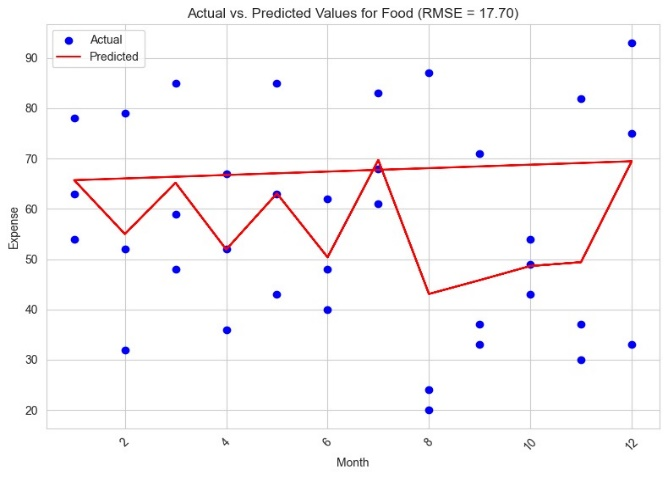 Actual vs. Predicted Values for Food (RMSE = 17.70)
Actual
Predicted
90
80
70
60
50
40
30
20
Expense
2
4
6
8
10
12
Month